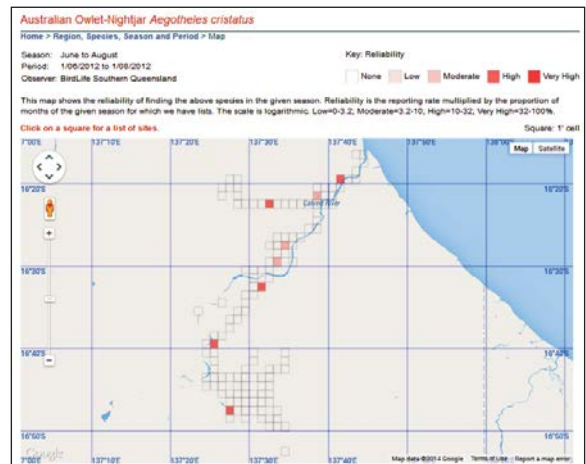 Australian Owlet-Nightjar Aegotheles cristatus
Home > Region, Species, Season and Period > Map
Season: June to August
Period: 1/06/2012 to 1/08/2012
Observer: BirdLife Southern Queensland
Key: Reliability
None Low Moderate High Very High
This map shows the reliability of finding the above species in the given season. Reliability is the reporting rate multiplied by the proportion of
months of the given season for which we have lists. The scale is logarithmic. Low=0-3.2, Moderate=3.2-10, High=10-32, Very High=32-100%.
Click on a square for a list of sites. Square: 1' cell
137°10'E 137°20'E 137°30'E 137°40'E
Map Satellite
16°20'S
River
16°30'S 16°30'S
16°40'S
16°50'S 16°50'S
Google
137°10'E 137°20'E 137°30'E 137°40'E
Map data ©2014 Google Terms of Use Report a map error